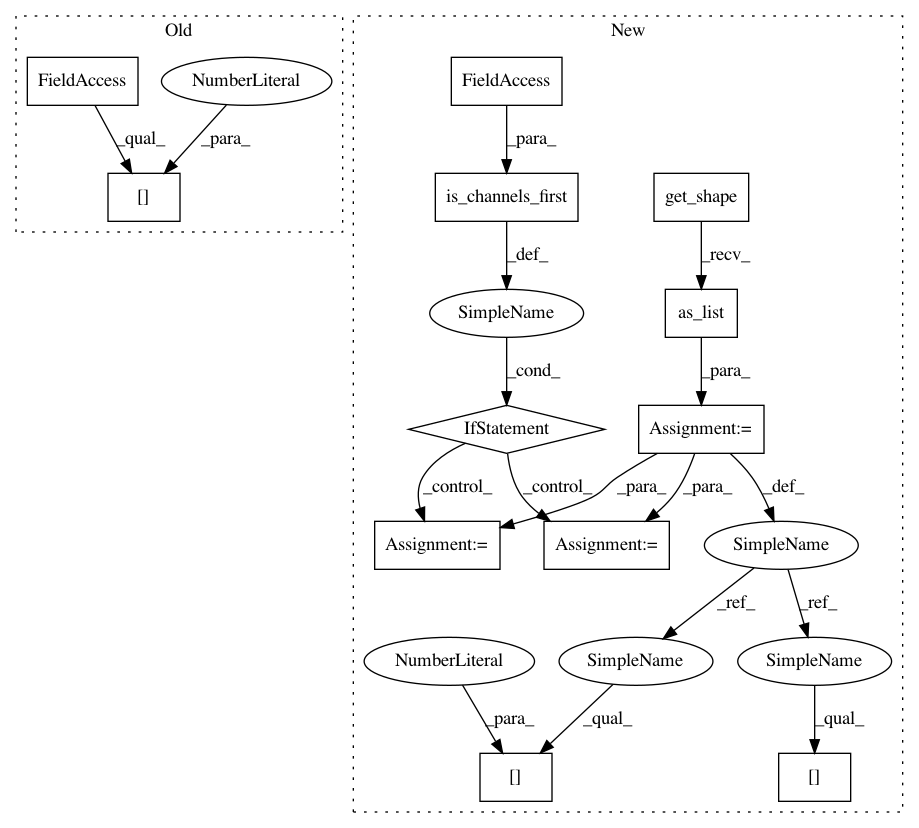 Old
New
FieldAccess
NumberLiteral
FieldAccess
_qual_
_para_
_para_
[]
is_channels_first
get_shape
_def_
_recv_
SimpleName
as_list
_cond_
_para_
IfStatement
Assignment:=
_control_
_control_
_para_
_para_
_def_
Assignment:=
Assignment:=
SimpleName
_ref_
_ref_
NumberLiteral
SimpleName
SimpleName
_para_
_qual_
_qual_
[]
[]